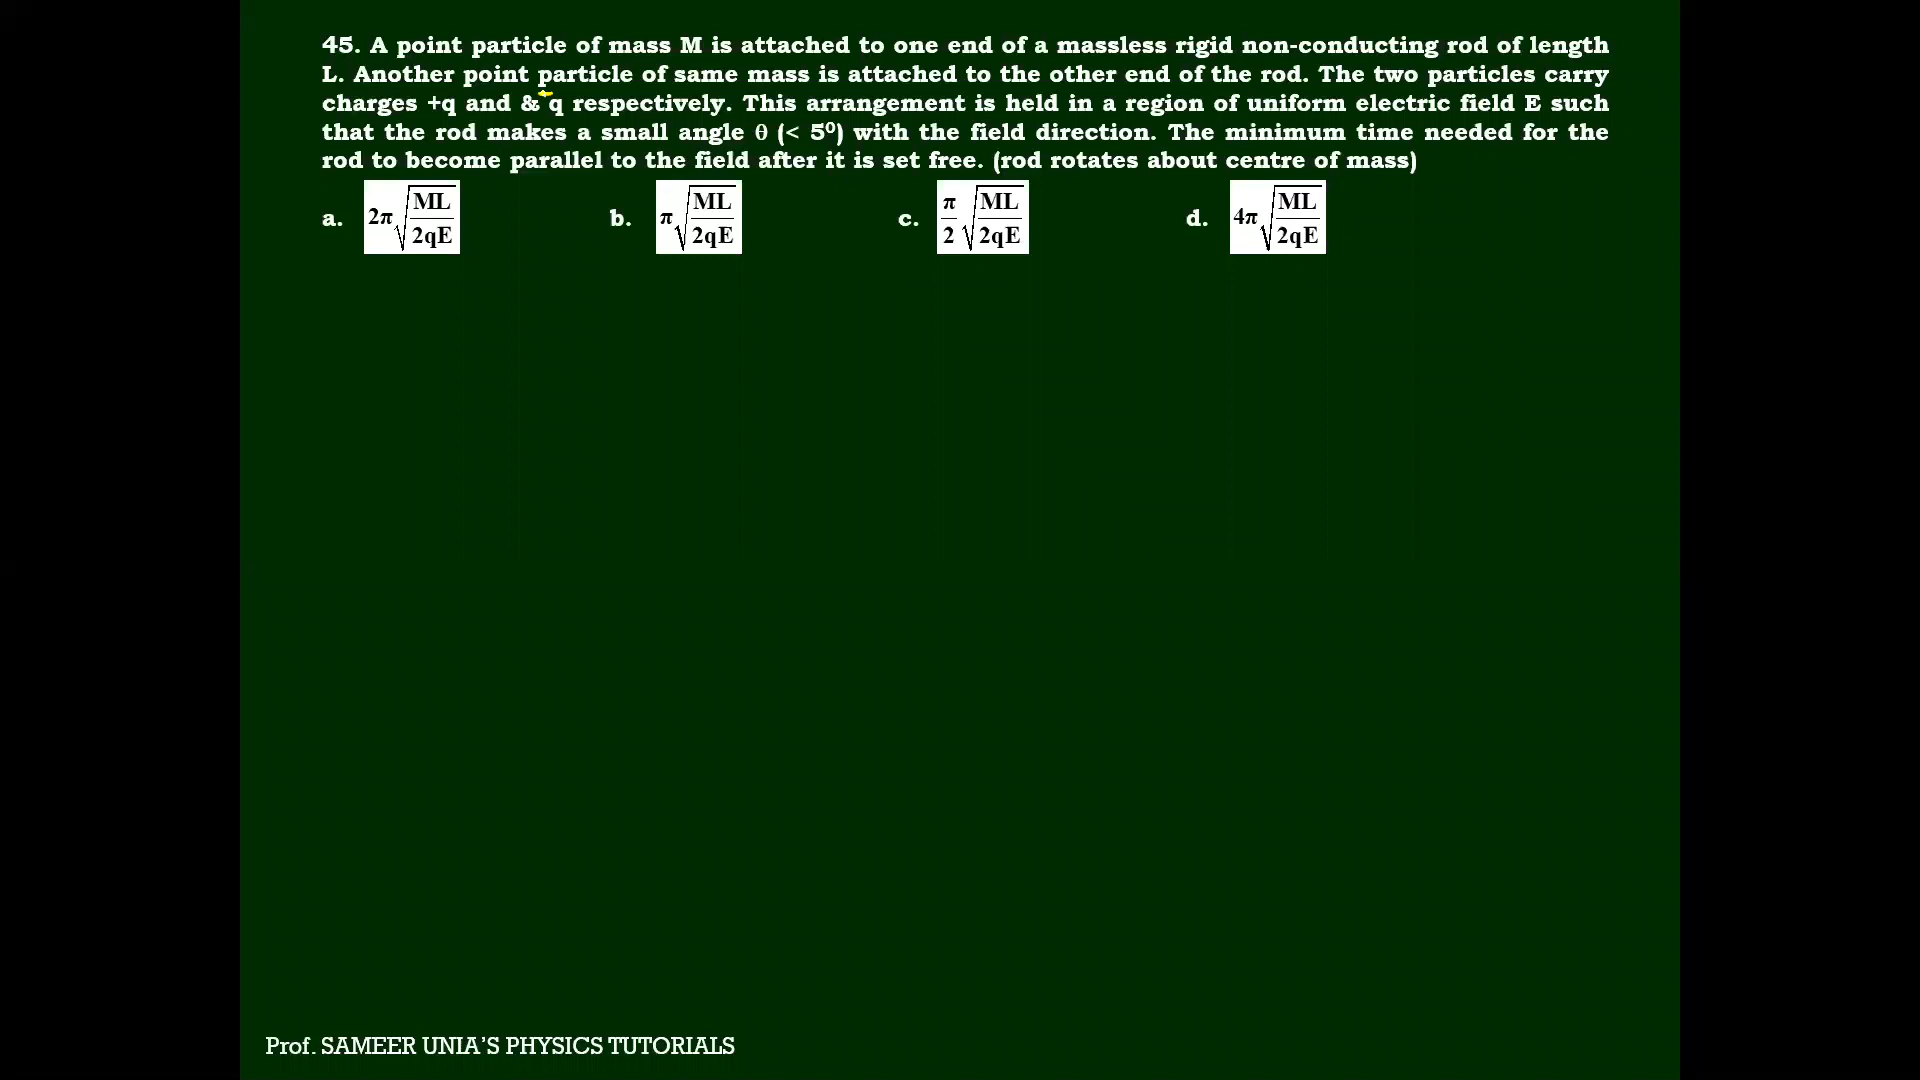 45. A point particle of mass M is attached to one end of a massless rigid non-conducting rod of length
L. Another point particle of same mass is attached to the other end of the rod. The two particles carry
charges +q and & -q respectively. This arrangement is held in a region of uniform electric field E such
that the rod makes a small angle θ (< 5⁰) with the field direction. The minimum time needed for the
rod to become parallel to the field after it is set free. (rod rotates about centre of mass)
a. 2π√(ML/2qE) b. π√(ML/2qE) c. π/2 √(ML/2qE) d. 4π√(ML/2qE)
Prof. SAMEER UNIA'S PHYSICS TUTORIALS